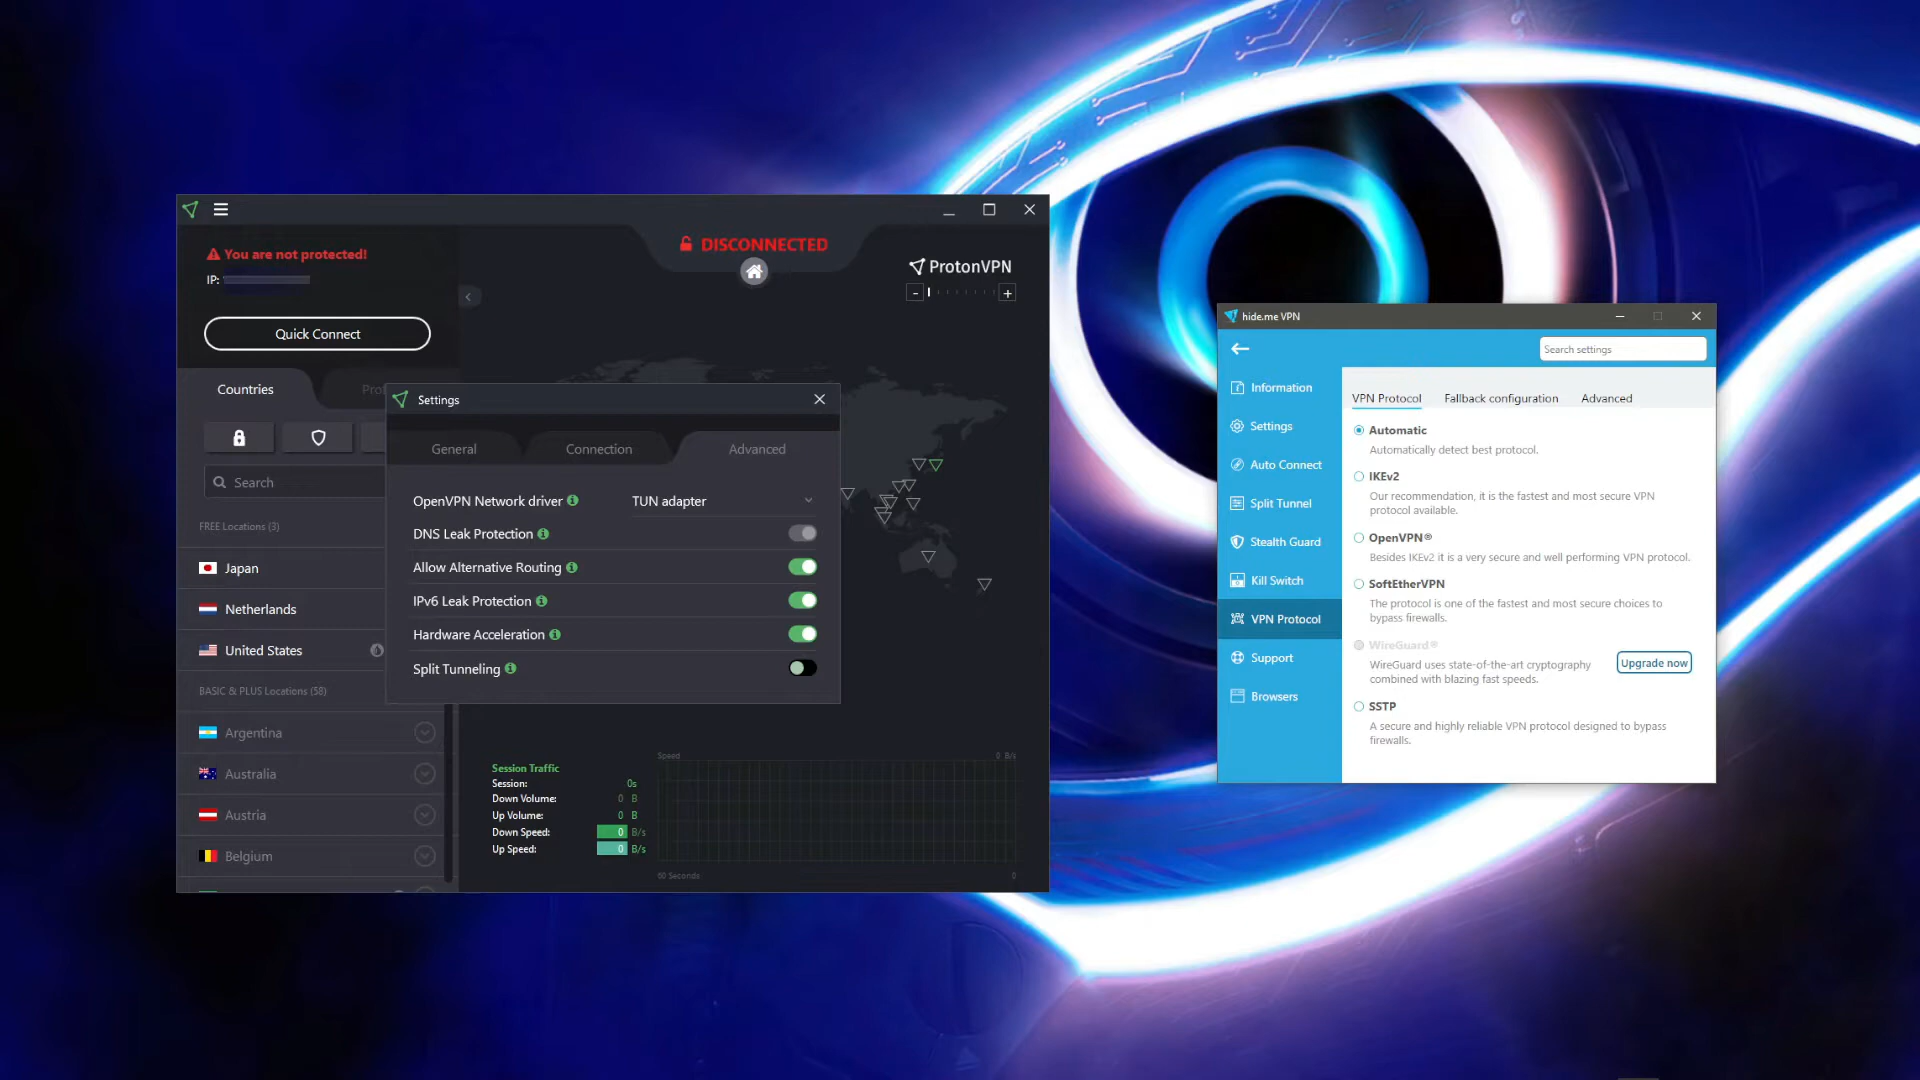 You are not protected!
IP:
Quick Connect
DISCONNECTED
ProtonVPN
- +
Countries
Search
FREE Locations (3)
Japan
Netherlands
United States
BASIC & PLUS Locations (58)
Argentina
Australia
Austria
Belgium
Settings
General Connection Advanced
OpenVPN Network driver TUN adapter
DNS Leak Protection
Allow Alternative Routing
IPv6 Leak Protection
Hardware Acceleration
Split Tunneling
Session Traffic
Session: 0s
Down Volume: 0 B
Up Volume: 0 B
Down Speed: 0 B/s
Up Speed: 0 B/s
Speed 0 B/s
60 Seconds 0
hide.me VPN
Search settings
Information
Settings
Auto Connect
Split Tunnel
Stealth Guard
Kill Switch
VPN Protocol
Support
Browsers
VPN Protocol Fallback configuration Advanced
Automatic
Automatically detect best protocol.
IKEv2
Our recommendation, it is the fastest and most secure VPN
protocol available.
OpenVPN®
Besides IKEv2 it is a very secure and well performing VPN protocol.
SoftEtherVPN
The protocol is one of the fastest and most secure choices to
bypass firewalls.
WireGuard®
WireGuard uses state-of-the-art cryptography
combined with blazing fast speeds.
Upgrade now
SSTP
A secure and highly reliable VPN protocol designed to bypass
firewalls.